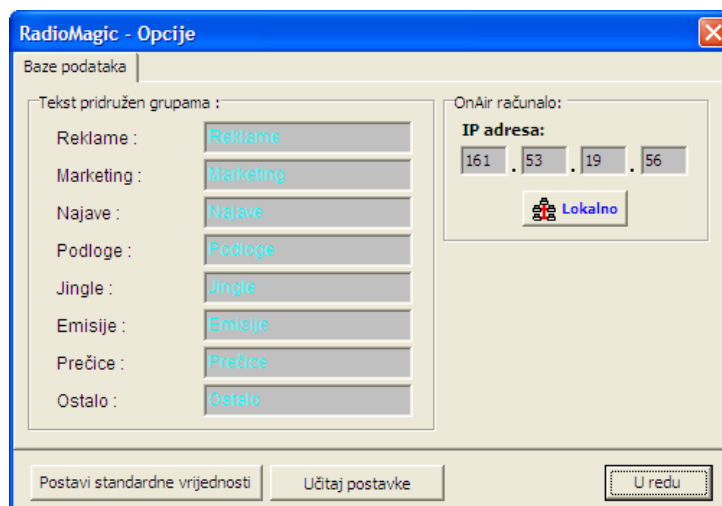 RadioMagic - Opcije
Baze podataka
Tekst pridružen grupama :
Reklame : Reklame
Marketing : Marketing
Najave : Najave
Podloge : Podloge
Jingle : Jingle
Emisije : Emisije
Prečice : Prečice
Ostalo : Ostalo
OnAir računalo:
IP adresa:
161 . 53 . 19 . 56
Lokalno
Postavi standardne vrijednosti Učitaj postavke U redu